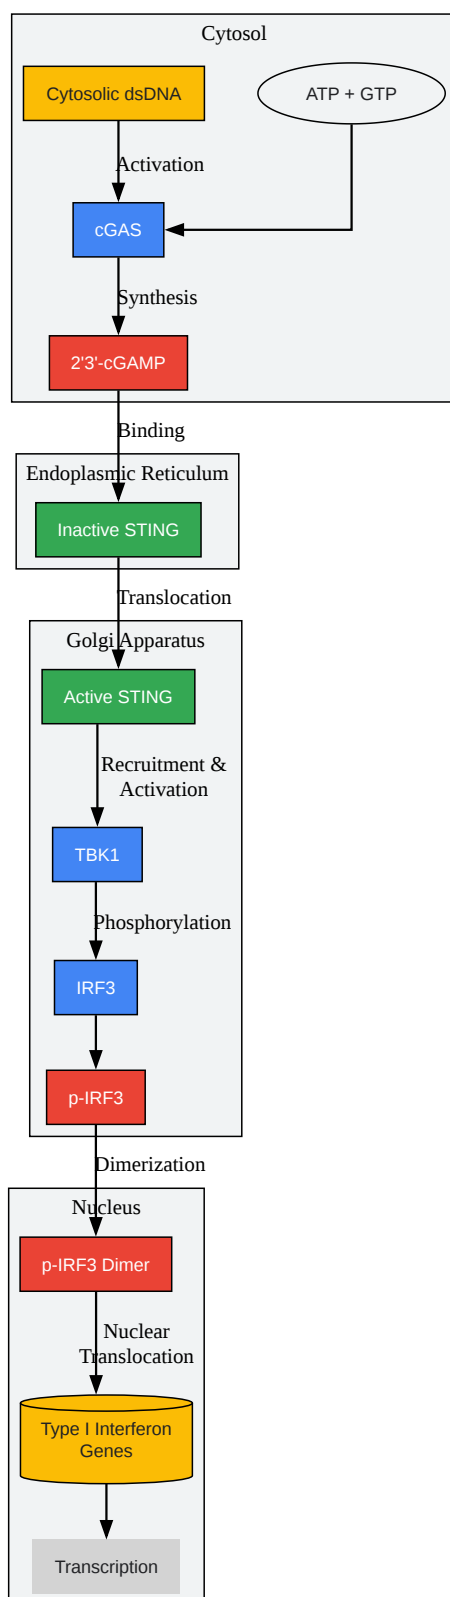 Cytosol
Cytosolic dsDNA
ATP + GTP
Activation
cGAS
Synthesis
2'3'-cGAMP
Binding
Endoplasmic Reticulum
Inactive STING
Translocation
Golgi Apparatus
Active STING
Recruitment &
Activation
TBK1
Phosphorylation
IRF3
p-IRF3
Dimerization
Nucleus
p-IRF3 Dimer
Nuclear
Translocation
Type I Interferon
Genes
Transcription